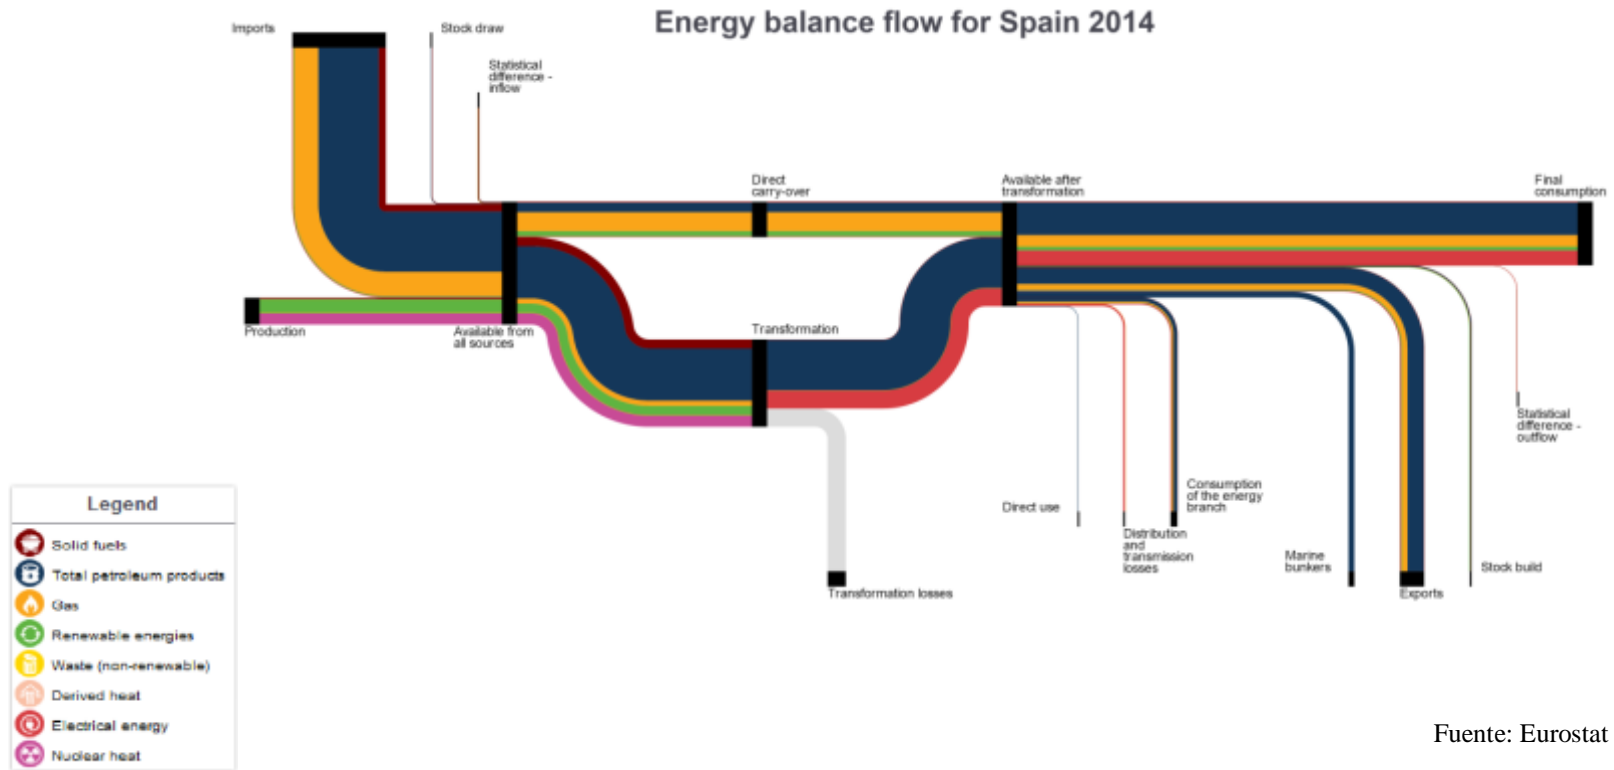 Energy balance flow for Spain 2014
Imports
Stock draw
Statistical
difference -
inflow
Direct
carry-over
Available after
transformation
Final
consumption
Production
Available from
all sources
Transformation
Statistical
difference -
outflow
Direct use
Distribution
and
transmission
losses
Consumption
of the energy
branch
Marine
bunkers
Exports
Stock build
Transformation losses
Legend
Solid fuels
Total petroleum products
Gas
Renewable energies
Waste (non-renewable)
Derived heat
Electrical energy
Nuclear heat
Fuente: Eurostat